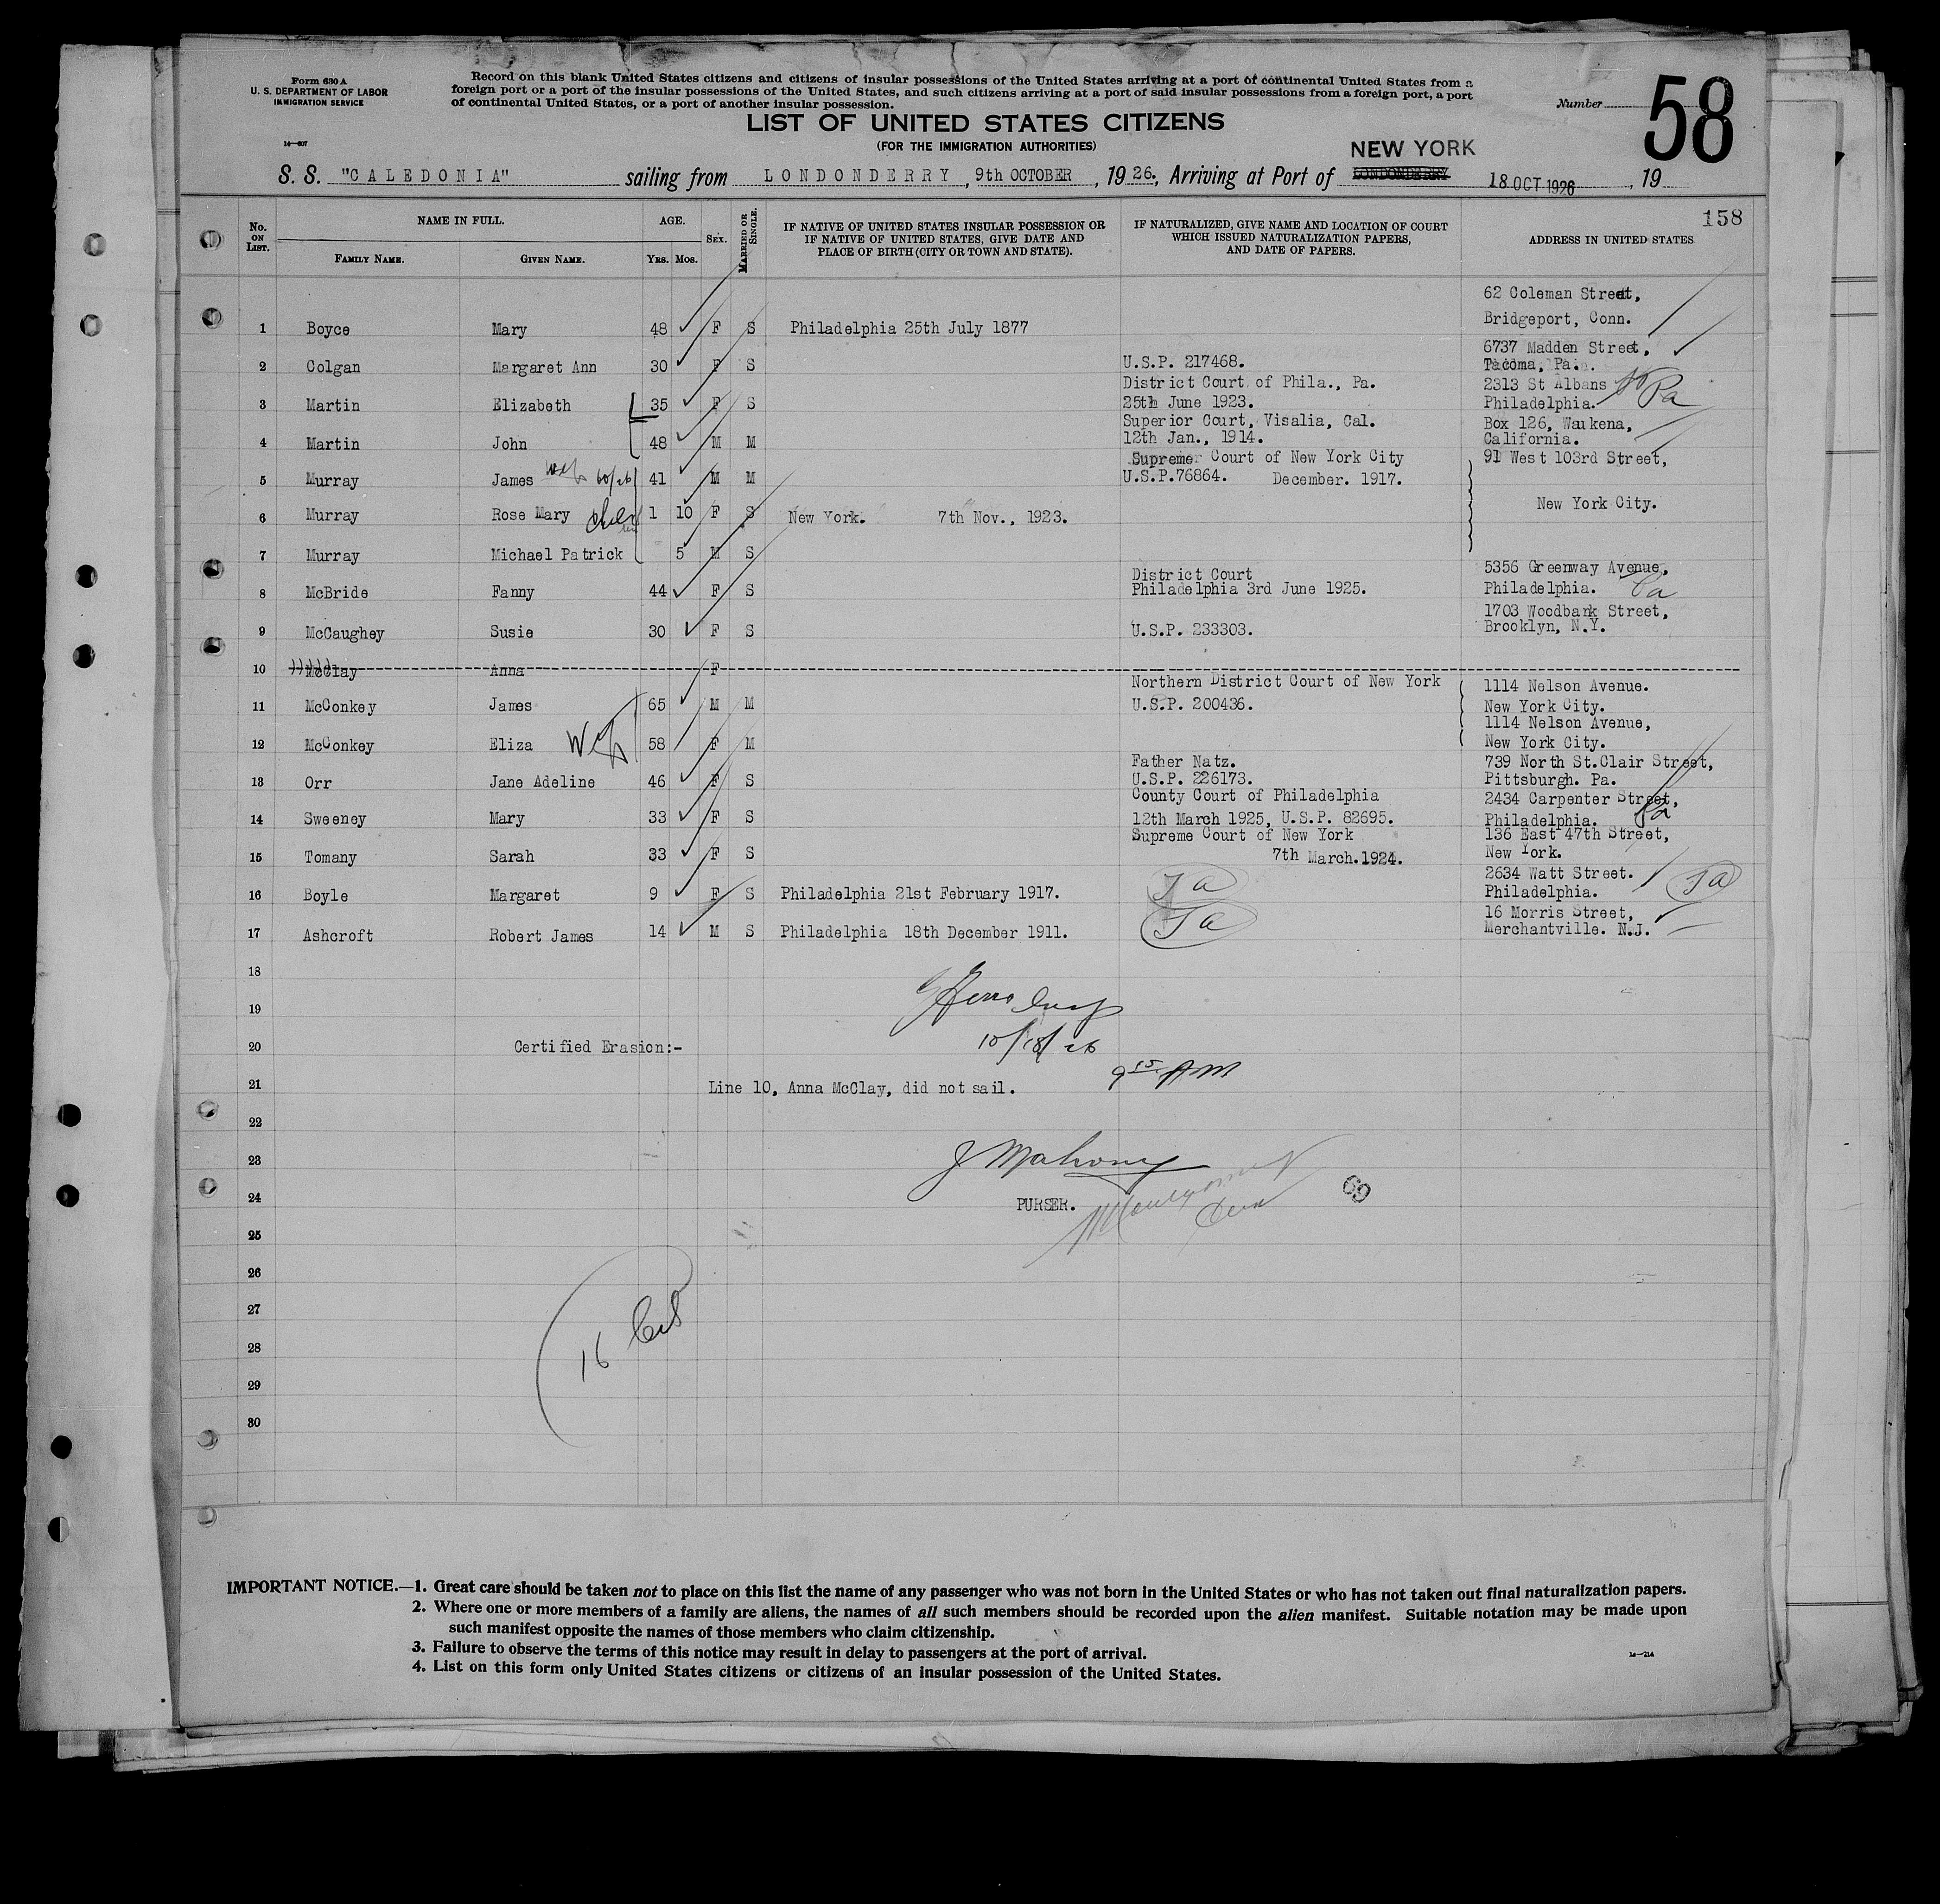 Form 630 A
U. S. DEPARTMENT OF LABOR
IMMIGRATION SERVICE
14—607
Record on this blank United States citizens and citizens of insular possessions of the United States arriving at a port of continental United States from a
foreign port or a port of the insular possessions of the United States, and such citizens arriving at a port of said insular possessions from a foreign port, a port
of continental United States, or a port of another insular possession.
Number 58
LIST OF UNITED STATES CITIZENS
(FOR THE IMMIGRATION AUTHORITIES)
NEW YORK
S. S. "CALEDONIA" sailing from LONDONDERRY, 9th OCTOBER, 1926., Arriving at Port of LONDONDERRY 18 OCT 1926, 19
158
No. ON LIST. NAME IN FULL. AGE. SEX. MARRIED OR SINGLE. IF NATIVE OF UNITED STATES INSULAR POSSESSION OR IF NATIVE OF UNITED STATES, GIVE DATE AND PLACE OF BIRTH (CITY OR TOWN AND STATE). IF NATURALIZED, GIVE NAME AND LOCATION OF COURT WHICH ISSUED NATURALIZATION PAPERS, AND DATE OF PAPERS. ADDRESS IN UNITED STATES
FAMILY NAME. GIVEN NAME. YRS. MOS.
62 Coleman Street,
1 Boyce Mary 48 F S Philadelphia 25th July 1877 Bridgeport, Conn.
6737 Madden Street,
2 Colgan Margaret Ann 30 F S U.S.P. 217468. Tacoma, Pa.
District Court of Phila., Pa. 2313 St Albans
3 Martin Elizabeth 35 F S 25th June 1923. Philadelphia. Pa
Superior Court, Visalia, Cal. Box 126, Waukena,
4 Martin John 48 M M 12th Jan., 1914. California.
Supreme Court of New York City 91 West 103rd Street,
5 Murray James 41 M M U.S.P.76864. December. 1917.
New York City.
6 Murray Rose Mary 1 10 F S New York. 7th Nov., 1923.
7 Murray Michael Patrick 5 M S
District Court 5356 Greenway Avenue,
8 McBride Fanny 44 F S Philadelphia 3rd June 1925. Philadelphia. Pa
1703 Woodbark Street,
9 McCaughey Susie 30 F S U.S.P. 233303. Brooklyn, N.Y.
10 McClay Anna F
Northern District Court of New York 1114 Nelson Avenue.
11 McConkey James 65 M M U.S.P. 200436. New York City.
1114 Nelson Avenue,
12 McConkey Eliza 58 F M New York City.
Father Natz. 739 North St.Clair Street,
13 Orr Jane Adeline 46 F S U.S.P. 226173. Pittsburgh. Pa.
County Court of Philadelphia 2434 Carpenter Street,
14 Sweeney Mary 33 F S 12th March 1925, U.S.P. 82695. Philadelphia. Pa
Supreme Court of New York 136 East 47th Street,
15 Tomany Sarah 33 F S 7th March.1924. New York.
2634 Watt Street.
16 Boyle Margaret 9 F S Philadelphia 21st February 1917. Philadelphia.
16 Morris Street,
17 Ashcroft Robert James 14 M S Philadelphia 18th December 1911. Merchantville. N.J.
18
19
20 Certified Erasion:- 10/18/26
9 15 AM
21 Line 10, Anna McClay, did not sail.
22
23 J Mahony
24 PURSER.
69
25
26
27
28 16
29
30
IMPORTANT NOTICE.—1. Great care should be taken not to place on this list the name of any passenger who was not born in the United States or who has not taken out final naturalization papers.
2. Where one or more members of a family are aliens, the names of all such members should be recorded upon the alien manifest. Suitable notation may be made upon
such manifest opposite the names of those members who claim citizenship.
3. Failure to observe the terms of this notice may result in delay to passengers at the port of arrival.
4. List on this form only United States citizens or citizens of an insular possession of the United States.
14—214